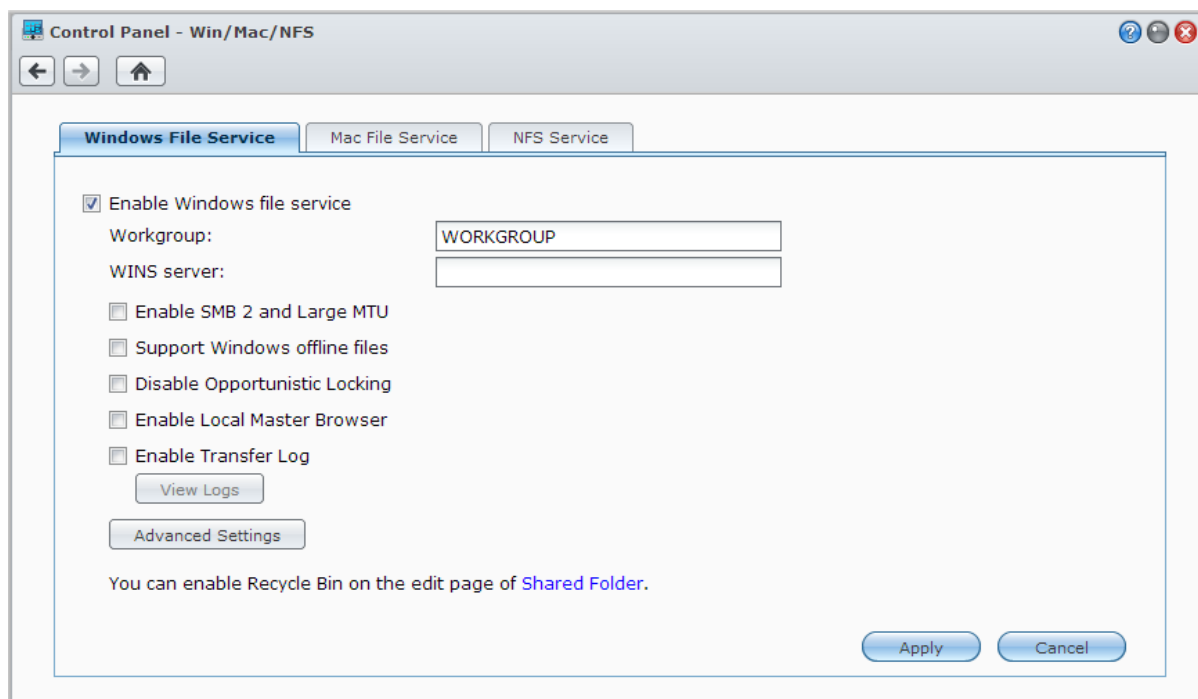 Control Panel - Win/Mac/NFS
Windows File Service Mac File Service NFS Service
Enable Windows file service
Workgroup: WORKGROUP
WINS server:
Enable SMB 2 and Large MTU
Support Windows offline files
Disable Opportunistic Locking
Enable Local Master Browser
Enable Transfer Log
View Logs
Advanced Settings
You can enable Recycle Bin on the edit page of Shared Folder.
Apply Cancel